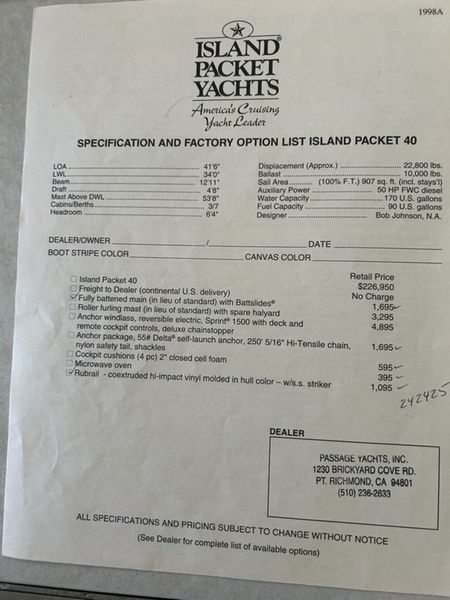 1998A
ISLAND®
PACKET
YACHTS
America's Cruising
Yacht Leader
SPECIFICATION AND FACTORY OPTION LIST ISLAND PACKET 40
LOA 41'6"
LWL 34'0"
Beam 12'11"
Draft 4'8"
Mast Above DWL 53'8"
Cabins/Berths 3/7
Headroom 6'4"
Displacement (Approx.) 22,800 lbs.
Ballast 10,000 lbs.
Sail Area (100% F.T.) 907 sq. ft. (incl. stays'l)
Auxiliary Power 50 HP FWC diesel
Water Capacity 170 U.S. gallons
Fuel Capacity 90 U.S. gallons
Designer Bob Johnson, N.A.
DEALER/OWNER / DATE
BOOT STRIPE COLOR CANVAS COLOR
Retail Price
Island Packet 40 $226,950
Freight to Dealer (continental U.S. delivery) No Charge
Fully battened main (in lieu of standard) with Battslides® 1,695
Roller furling mast (in lieu of standard) with spare halyard 3,295
Anchor windlass, reversible electric, Sprint® 1500 with deck and
remote cockpit controls, deluxe chainstopper 4,895
Anchor package, 55# Delta® self-launch anchor, 250' 5/16" Hi-Tensile chain,
nylon safety tail, shackles 1,695
Cockpit cushions (4 pc) 2" closed cell foam 595
Microwave oven 395
Rubrail - coextruded hi-impact vinyl molded in hull color – w/s.s. striker 1,095
242425
DEALER
PASSAGE YACHTS, INC.
1230 BRICKYARD COVE RD.
PT. RICHMOND, CA 94801
(510) 236-2633
ALL SPECIFICATIONS AND PRICING SUBJECT TO CHANGE WITHOUT NOTICE
(See Dealer for complete list of available options)